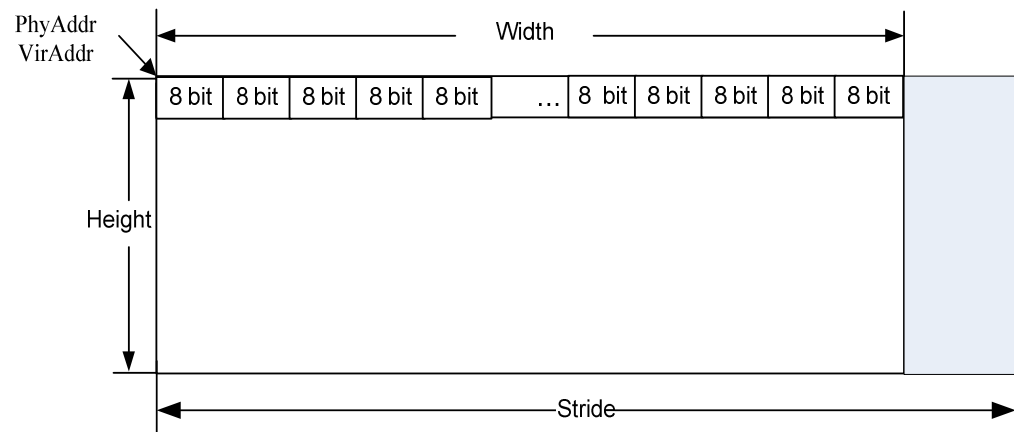 PhyAddr
VirAddr
Width
8 bit 8 bit 8 bit 8 bit 8 bit ... 8 bit 8 bit 8 bit 8 bit 8 bit
Height
Stride